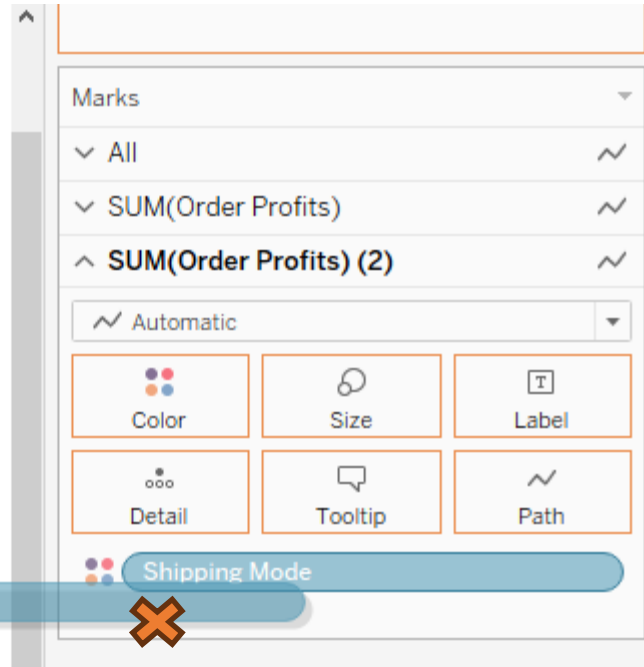 Marks
All
SUM(Order Profits)
SUM(Order Profits) (2)
Automatic
Color Size Label
Detail Tooltip Path
Shipping Mode